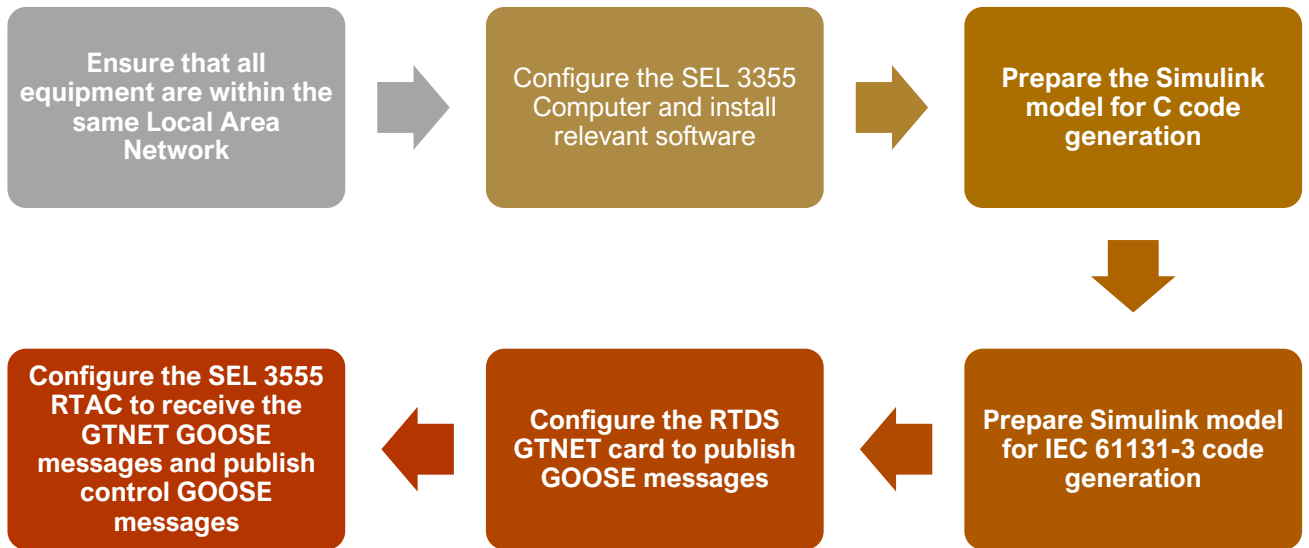 Ensure that all
equipment are within the
same Local Area
Network
Configure the SEL 3355
Computer and install
relevant software
Prepare the Simulink
model for C code
generation
Prepare Simulink model
for IEC 61131-3 code
generation
Configure the RTDS
GTNET card to publish
GOOSE messages
Configure the SEL 3555
RTAC to receive the
GTNET GOOSE
messages and publish
control GOOSE
messages